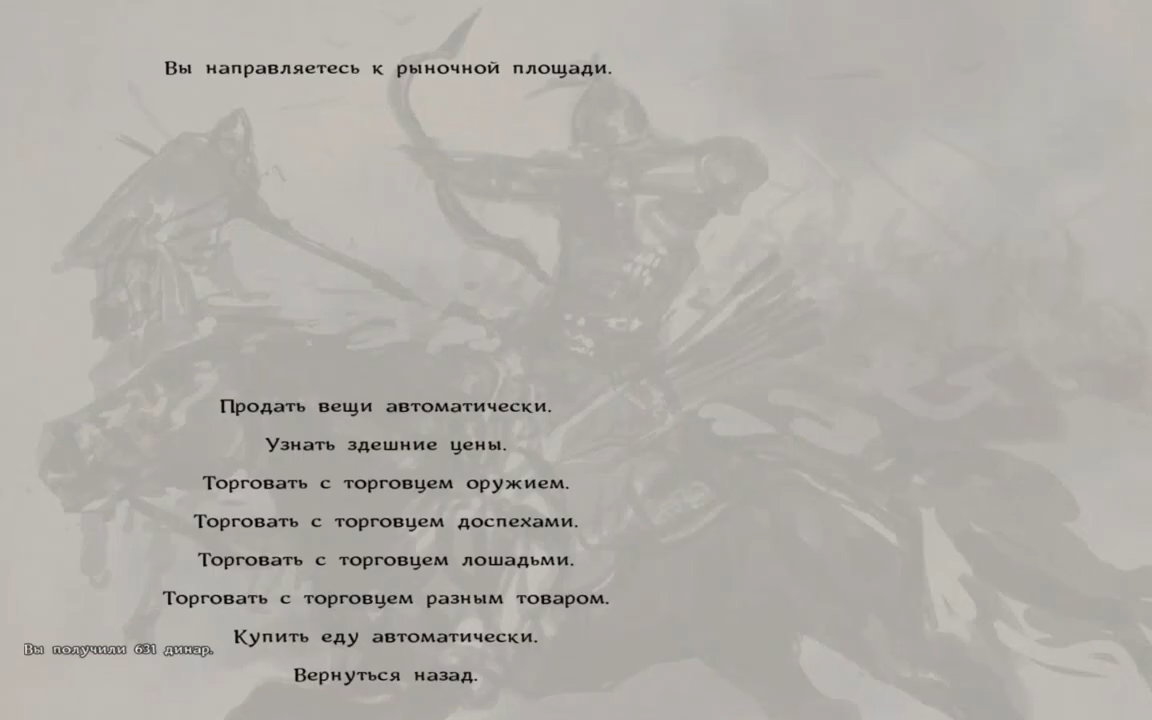 Вы направляетесь к рыночной площади.
Продать вещи автоматически.
Узнать здешние цены.
Торговать с торговцем оружием.
Торговать с торговцем доспехами.
Торговать с торговцем лошадьми.
Торговать с торговцем разным товаром.
Купить еду автоматически.
Вы получили 631 динар.
Вернуться назад.